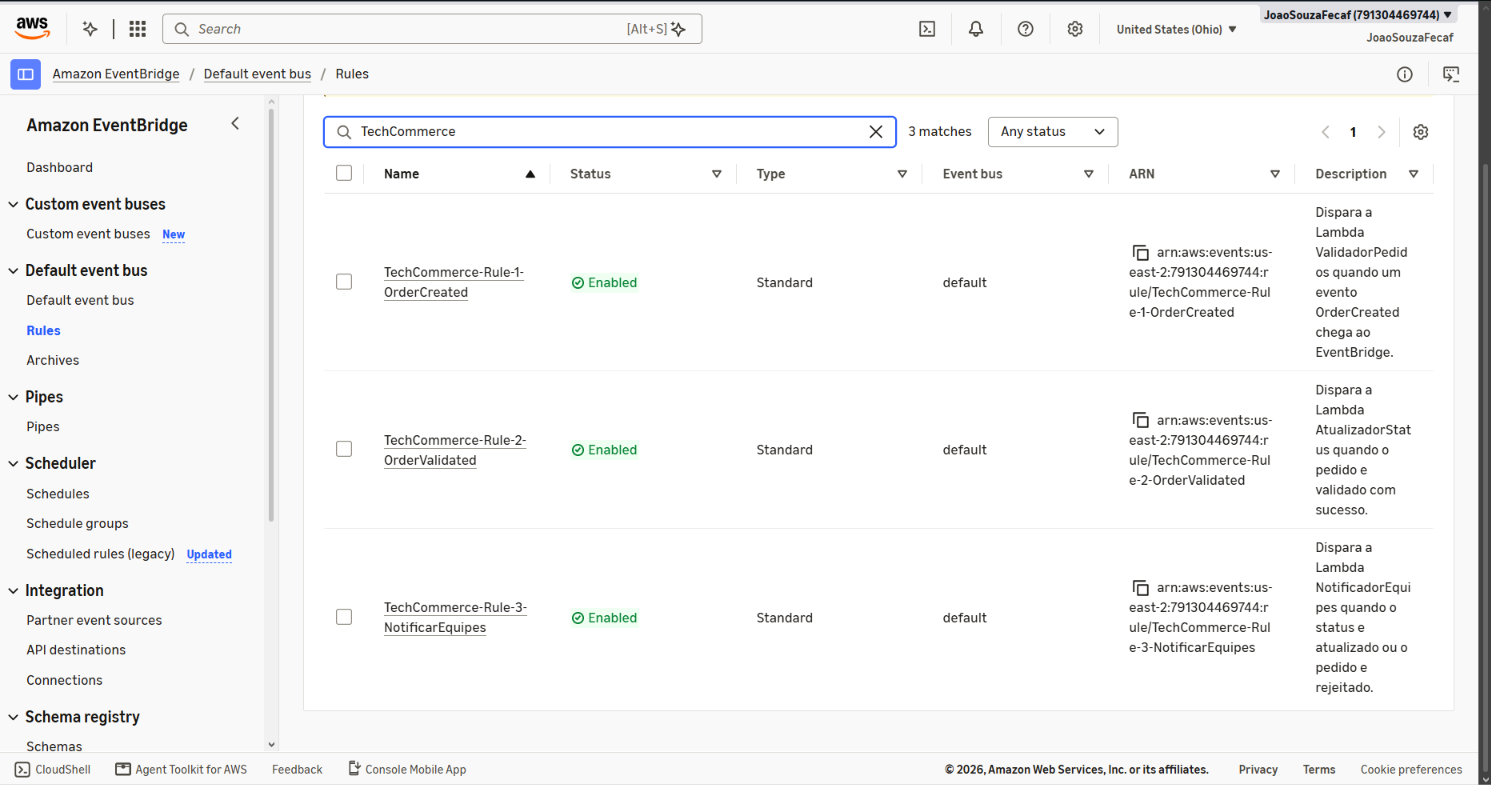 aws
Search
[Alt+S]
United States (Ohio)
JoaoSouzaFecaf (791304469744)
JoaoSouzaFecaf
Amazon EventBridge / Default event bus / Rules
Amazon EventBridge
Dashboard
Custom event buses
Custom event buses New
Default event bus
Default event bus
Rules
Archives
Pipes
Pipes
Scheduler
Schedules
Schedule groups
Scheduled rules (legacy) Updated
Integration
Partner event sources
API destinations
Connections
Schema registry
Schemas
TechCommerce
3 matches
Any status
1
Name Status Type Event bus ARN Description
TechCommerce-Rule-1-
OrderCreated
Enabled
Standard
default
arn:aws:events:us-
east-2:791304469744:r
ule/TechCommerce-Rul
e-1-OrderCreated
Dispara a
Lambda
ValidadorPedid
os quando um
evento
OrderCreated
chega ao
EventBridge.
TechCommerce-Rule-2-
OrderValidated
Enabled
Standard
default
arn:aws:events:us-
east-2:791304469744:r
ule/TechCommerce-Rul
e-2-OrderValidated
Dispara a
Lambda
AtualizadorStat
us quando o
pedido e
validado com
sucesso.
TechCommerce-Rule-3-
NotificarEquipes
Enabled
Standard
default
arn:aws:events:us-
east-2:791304469744:r
ule/TechCommerce-Rul
e-3-NotificarEquipes
Dispara a
Lambda
NotificadorEqui
pes quando o
status e
atualizado ou o
pedido e
rejeitado.
CloudShell
Agent Toolkit for AWS
Feedback
Console Mobile App
© 2026, Amazon Web Services, Inc. or its affiliates.
Privacy
Terms
Cookie preferences